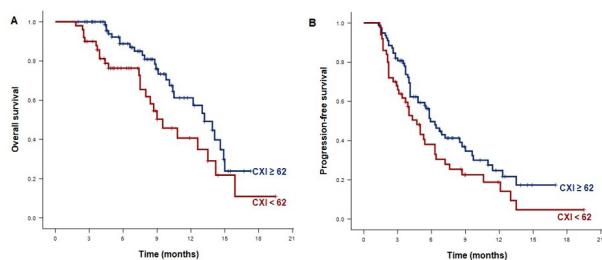 A
Overall survival
1.0
0.8
0.6
0.4
0.2
0.0
0 3 6 9 12 15 18 21
Time (months)
CXI ≥ 62
CXI < 62
B
Progression-free survival
1.0
0.8
0.6
0.4
0.2
0.0
0 3 6 9 12 15 18 21
Time (months)
CXI ≥ 62
CXI < 62